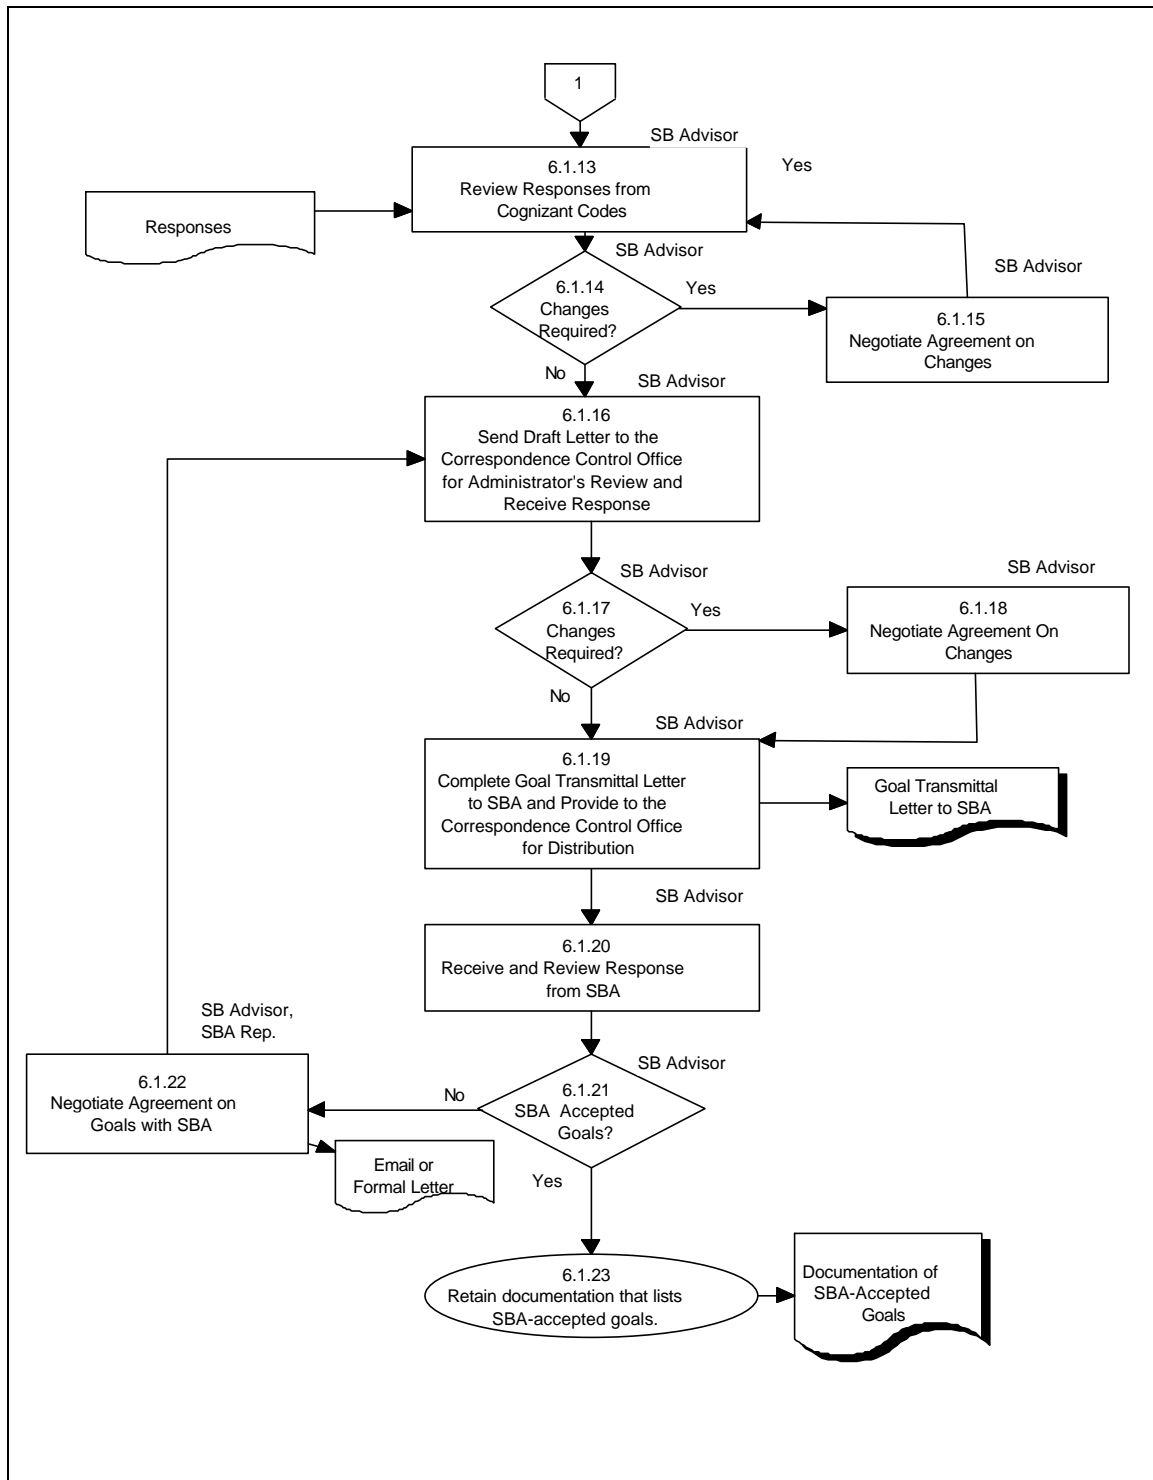 1
SB Advisor
6.1.13
Review Responses from
Cognizant Codes
Yes
Responses
SB Advisor
6.1.14
Changes
Required?
Yes
SB Advisor
6.1.15
Negotiate Agreement on
Changes
No
SB Advisor
6.1.16
Send Draft Letter to the
Correspondence Control Office
for Administrator's Review and
Receive Response
SB Advisor
6.1.17
Changes
Required?
Yes
SB Advisor
6.1.18
Negotiate Agreement On
Changes
No
SB Advisor
6.1.19
Complete Goal Transmittal Letter
to SBA and Provide to the
Correspondence Control Office
for Distribution
Goal Transmittal
Letter to SBA
SB Advisor
6.1.20
Receive and Review Response
from SBA
SB Advisor,
SBA Rep.
6.1.22
Negotiate Agreement on
Goals with SBA
No
SB Advisor
6.1.21
SBA Accepted
Goals?
Email or
Formal Letter
Yes
6.1.23
Retain documentation that lists
SBA-accepted goals.
Documentation of
SBA-Accepted
Goals